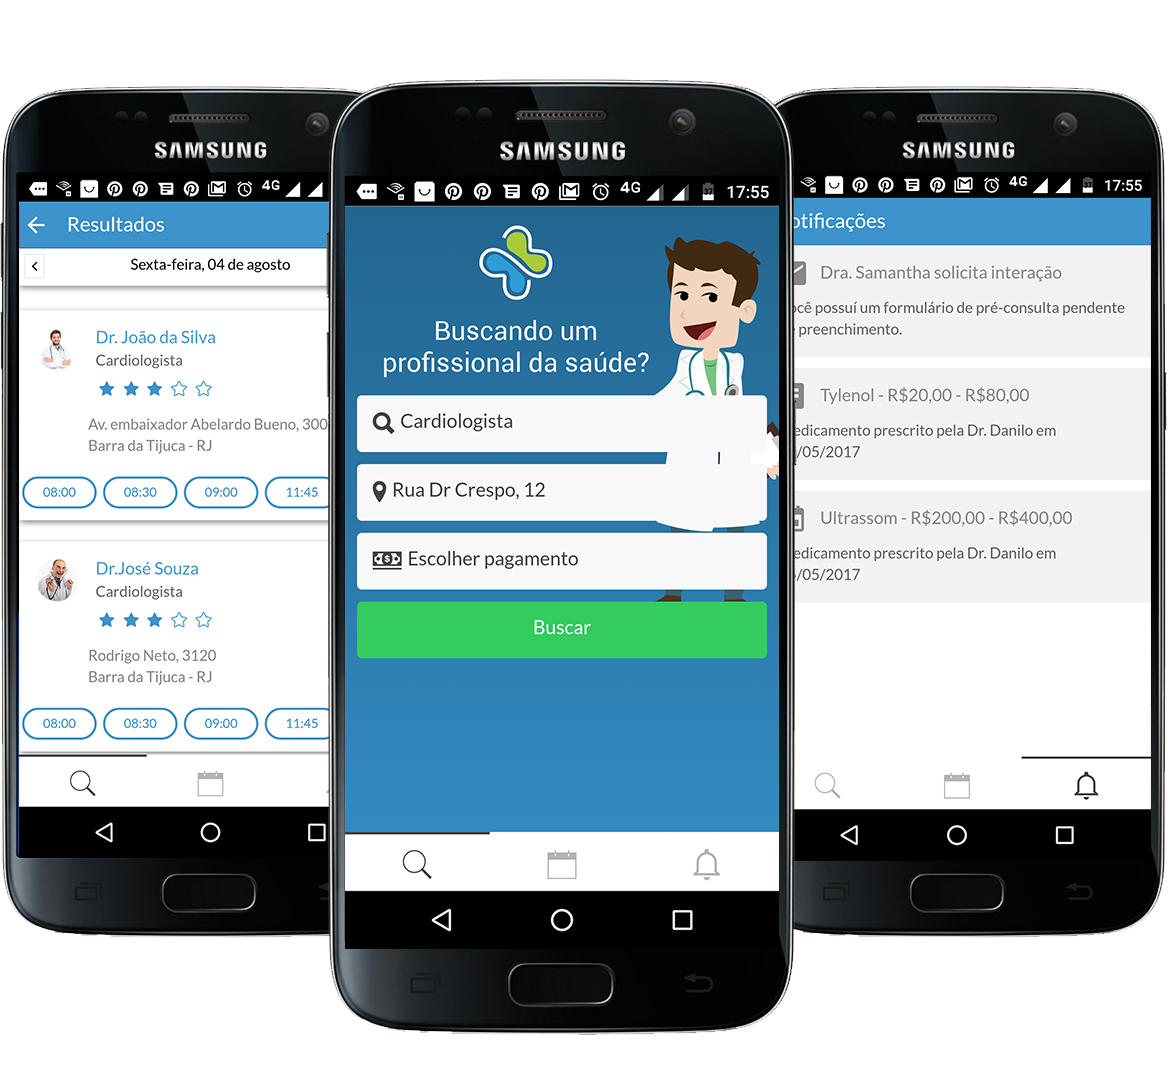 SAMSUNG
4G
Resultados
Sexta-feira, 04 de agosto
Dr. João da Silva
Cardiologista
Av. embaixador Abelardo Bueno, 300
Barra da Tijuca - RJ
08:00 08:30 09:00 11:45
Dr.José Souza
Cardiologista
Rodrigo Neto, 3120
Barra da Tijuca - RJ
08:00 08:30 09:00 11:45
SAMSUNG
4G 37 17:55
Buscando um
profissional da saúde?
Cardiologista
Rua Dr Crespo, 12
Escolher pagamento
Buscar
SAMSUNG
4G 37 17:55
otificações
Dra. Samantha solicita interação
ocê possuí um formulário de pré-consulta pendente
preenchimento.
Tylenol - R$20,00 - R$80,00
edicamento prescrito pela Dr. Danilo em
/05/2017
Ultrassom - R$200,00 - R$400,00
edicamento prescrito pela Dr. Danilo em
/05/2017